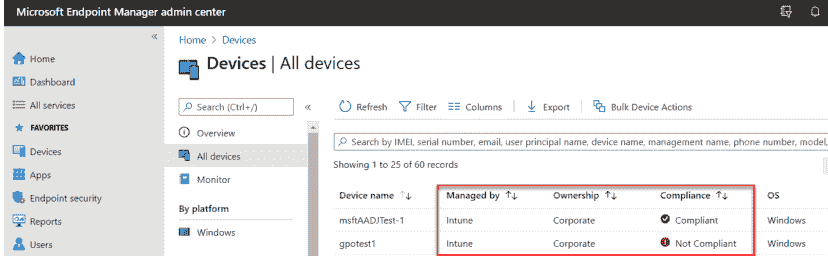 Microsoft Endpoint Manager admin center
«
Home
Dashboard
All services
FAVORITES
Devices
Apps
Endpoint security
Reports
Users
Home > Devices
Devices | All devices
Search (Ctrl+/)
«
Overview
All devices
Monitor
By platform
Windows
Refresh Filter Columns Export Bulk Device Actions
Search by IMEI, serial number, email, user principal name, device name, management name, phone number, model,
Showing 1 to 25 of 60 records
Device name ↑↓ Managed by ↑↓ Ownership ↑↓ Compliance ↑↓ OS
msftAADJTest-1 Intune Corporate Compliant Windows
gpotest1 Intune Corporate Not Compliant Windows